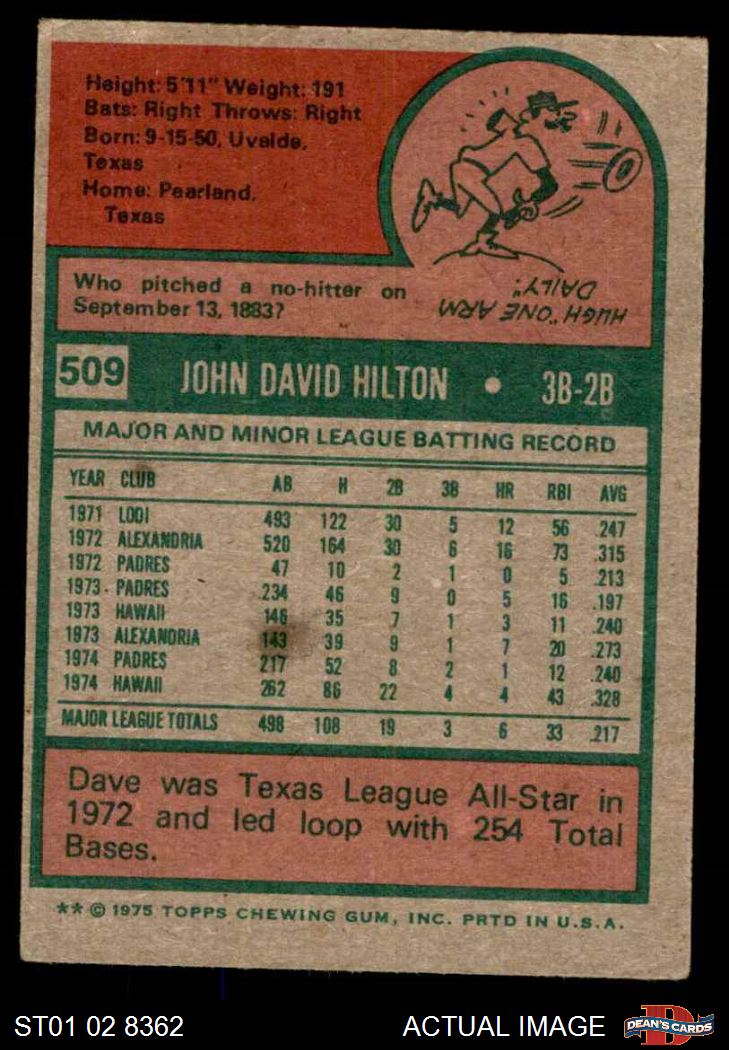 Height: 5'11" Weight: 191
Bats: Right Throws: Right
Born: 9-15-50, Uvalde,
Texas
Home: Pearland,
Texas
Who pitched a no-hitter on
September 13, 1883?
HUGH "ONE ARM
DAILY".
509 JOHN DAVID HILTON • 3B-2B
MAJOR AND MINOR LEAGUE BATTING RECORD
YEAR CLUB AB H 2B 3B HR RBI AVG
1971 LODI 493 122 30 5 12 56 .247
1972 ALEXANDRIA 520 164 30 6 16 73 .315
1972 PADRES 47 10 2 1 0 5 .213
1973 PADRES 234 46 9 0 5 16 .197
1973 HAWAII 146 35 7 1 3 11 .240
1973 ALEXANDRIA 143 39 9 1 7 20 .273
1974 PADRES 217 52 8 2 1 12 .240
1974 HAWAII 262 86 22 4 4 43 .328
MAJOR LEAGUE TOTALS 498 108 19 3 6 33 .217
Dave was Texas League All-Star in
1972 and led loop with 254 Total
Bases.
** © 1975 TOPPS CHEWING GUM, INC. PRTD IN U.S.A.
ST01 02 8362 ACTUAL IMAGE DEAN'S CARDS